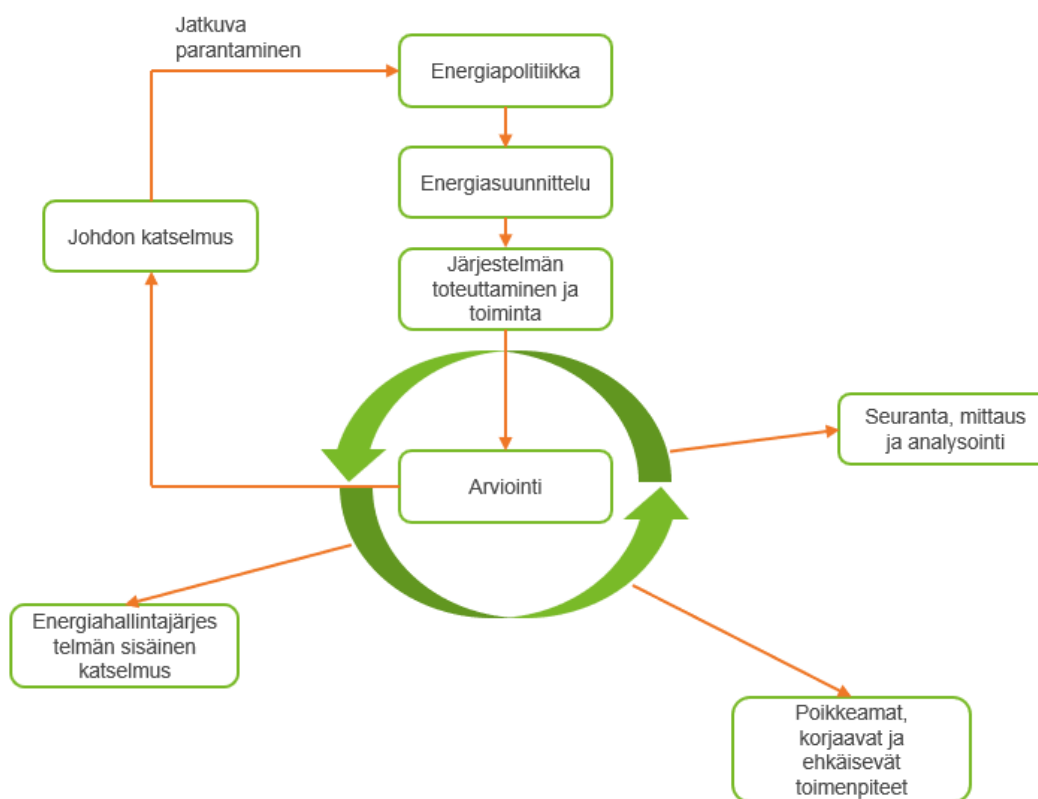 Jatkuva
parantaminen
Energiapolitiikka
Energiasuunnittelu
Johdon katselmus
Järjestelmän
toteuttaminen ja
toiminta
Seuranta, mittaus
ja analysointi
Arviointi
Energiahallintajärjes
telmän sisäinen
katselmus
Poikkeamat,
korjaavat ja
ehkäisevät
toimenpiteet